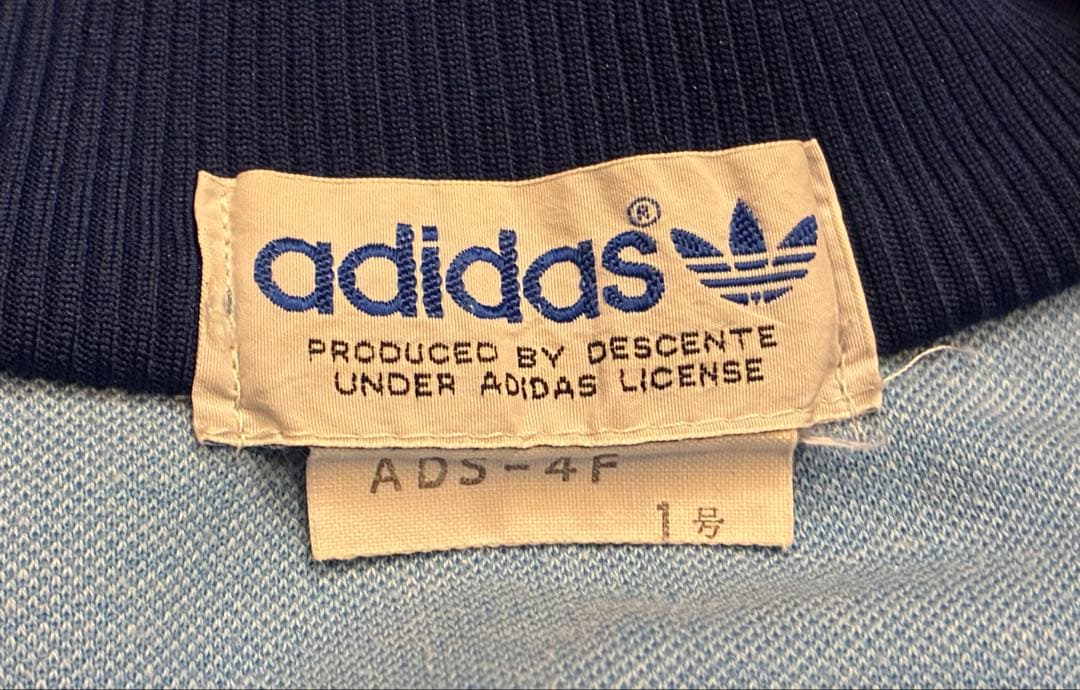 adidas®
PRODUCED BY DESCENTE
UNDER ADIDAS LICENSE
ADS-4F
1号